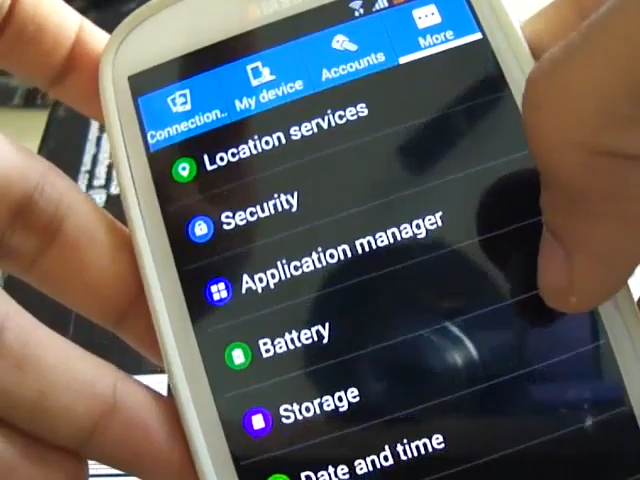 Connection..
My device
Accounts
More
Location services
Security
Application manager
Battery
Storage
Date and time